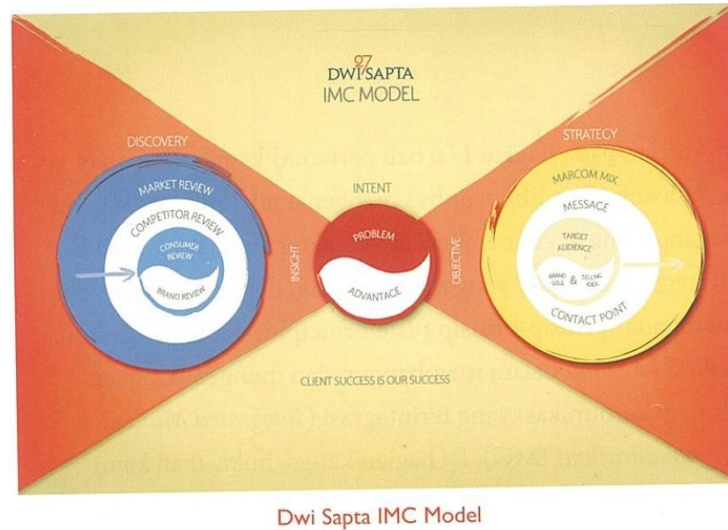 27
DWI SAPTA
IMC MODEL
DISCOVERY
MARKET REVIEW
COMPETITOR REVIEW
CONSUMER
REVIEW
BRAND REVIEW
INSIGHT
INTENT
PROBLEM
ADVANTAGE
OBJECTIVE
STRATEGY
MARCOM MIX
MESSAGE
TARGET
AUDIENCE
BRAND
SOUL
&
SELLING
IDEA
CONTACT POINT
CLIENT SUCCESS IS OUR SUCCESS
Dwi Sapta IMC Model